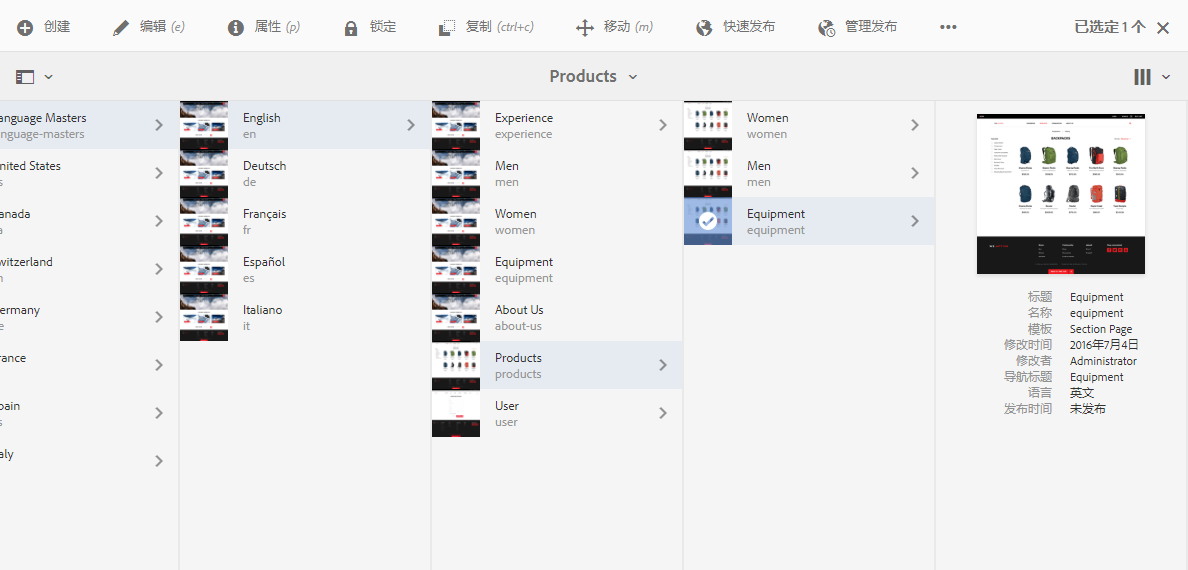 创建
编辑 (e)
属性 (p)
锁定
复制 (ctrl+c)
移动 (m)
快速发布
管理发布
已选定 1 个
Products
anguage Masters
nguage-masters
nited States
s
anada
a
witzerland
ermany
e
rance
pain
s
aly
English
en
Deutsch
de
Français
fr
Español
es
Italiano
it
Experience
experience
Men
men
Women
women
Equipment
equipment
About Us
about-us
Products
products
User
user
Women
women
Men
men
Equipment
equipment
BACKPACKS
标题 Equipment
名称 equipment
模板 Section Page
修改时间 2016年7月4日
修改者 Administrator
导航标题 Equipment
语言 英文
发布时间 未发布